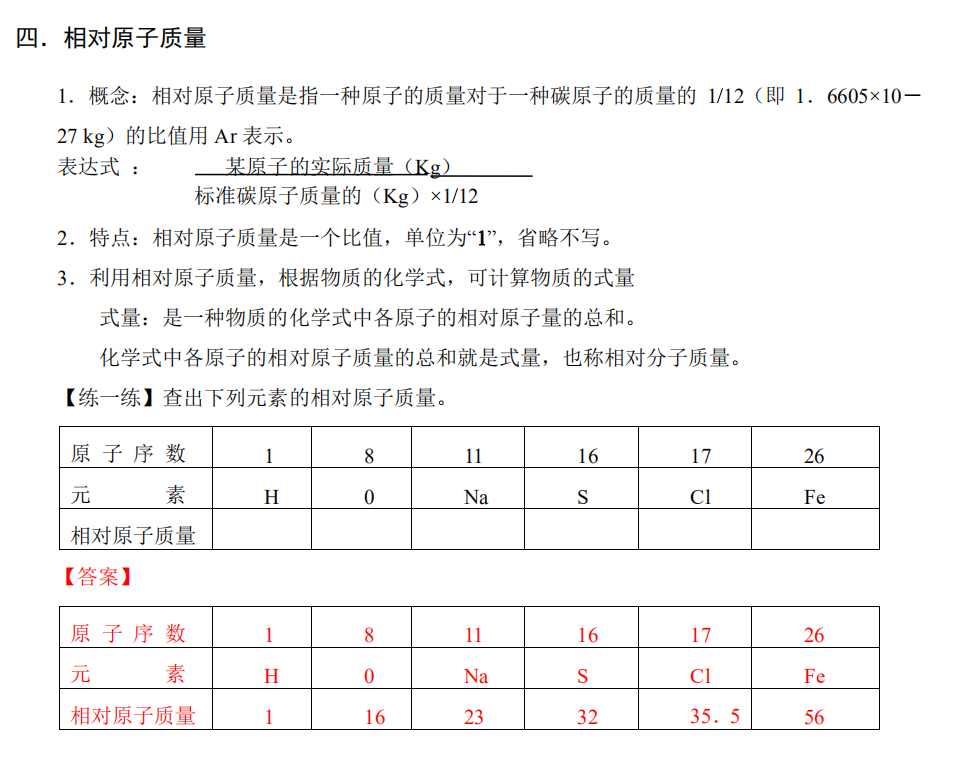 四．相对原子质量
1．概念：相对原子质量是指一种原子的质量对于一种碳原子的质量的 1/12（即 1．6605×10－
27 kg）的比值用 Ar 表示。
表达式 ： 某原子的实际质量（Kg）
标准碳原子质量的（Kg）×1/12
2．特点：相对原子质量是一个比值，单位为“1”，省略不写。
3．利用相对原子质量，根据物质的化学式，可计算物质的式量
式量：是一种物质的化学式中各原子的相对原子量的总和。
化学式中各原子的相对原子质量的总和就是式量，也称相对分子质量。
【练一练】查出下列元素的相对原子质量。
原 子 序 数 1 8 11 16 17 26
元 素 H 0 Na S Cl Fe
相对原子质量
【答案】
原 子 序 数 1 8 11 16 17 26
元 素 H 0 Na S Cl Fe
相对原子质量 1 16 23 32 35．5 56